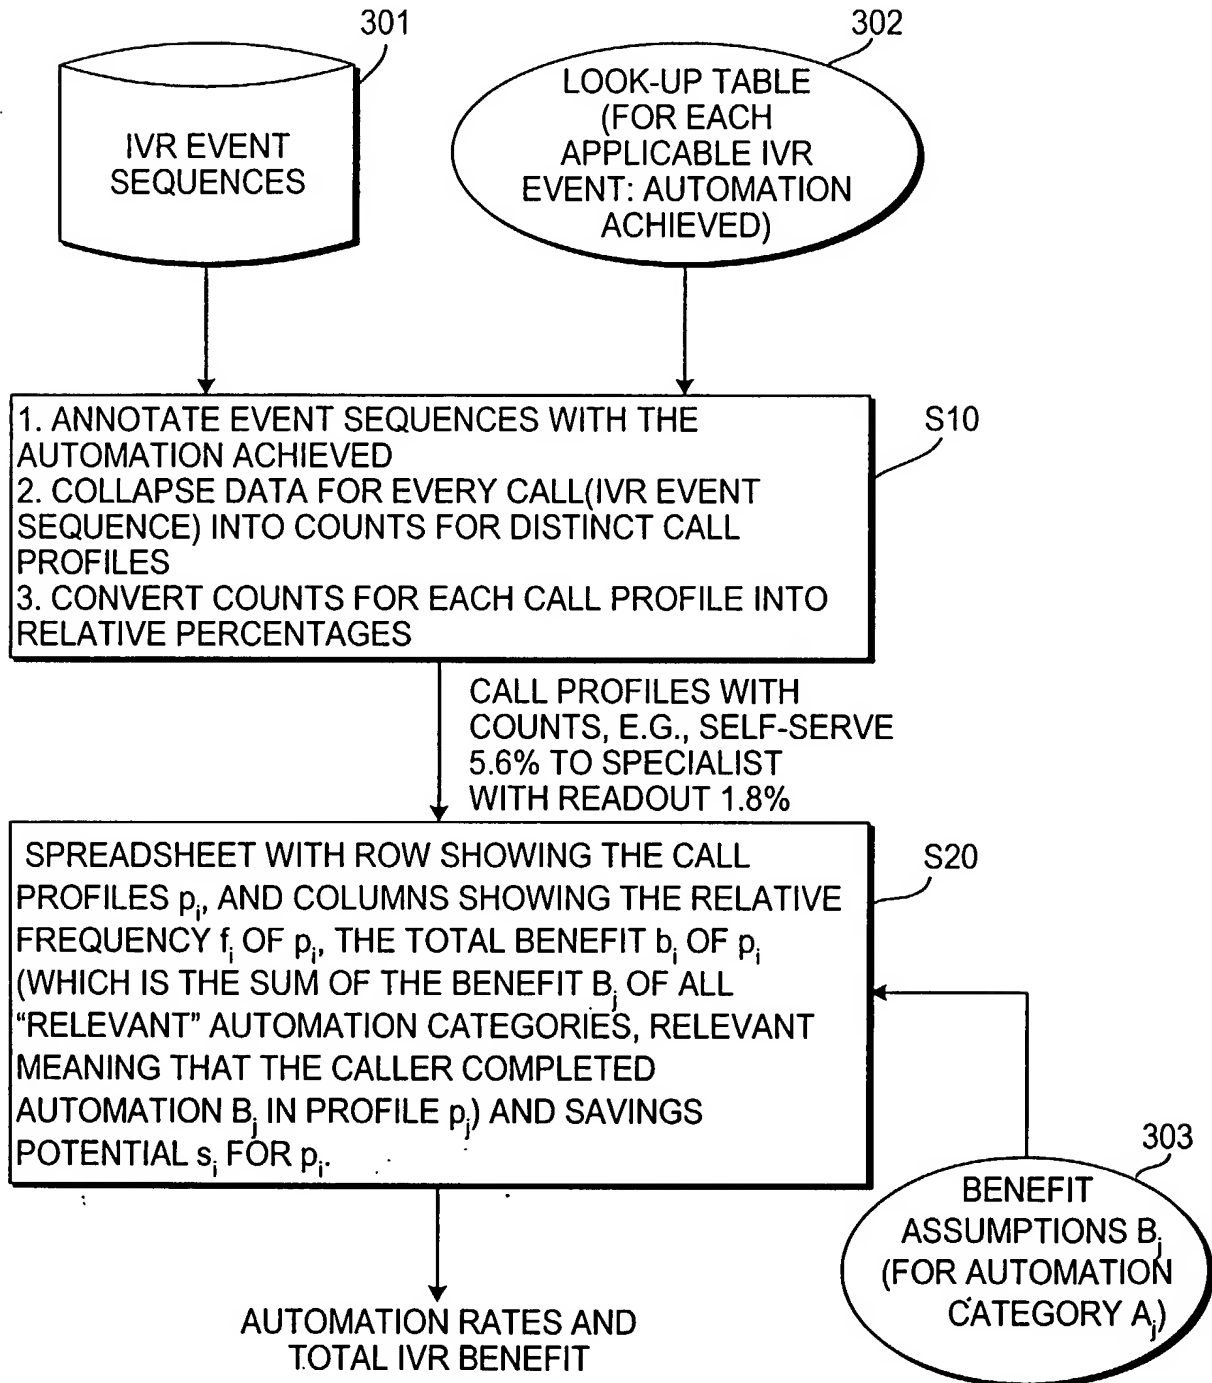 301
302
IVR EVENT
SEQUENCES
LOOK-UP TABLE
(FOR EACH
APPLICABLE IVR
EVENT: AUTOMATION
ACHIEVED)
1. ANNOTATE EVENT SEQUENCES WITH THE
AUTOMATION ACHIEVED
2. COLLAPSE DATA FOR EVERY CALL(IVR EVENT
SEQUENCE) INTO COUNTS FOR DISTINCT CALL
PROFILES
3. CONVERT COUNTS FOR EACH CALL PROFILE INTO
RELATIVE PERCENTAGES
S10
CALL PROFILES WITH
COUNTS, E.G., SELF-SERVE
5.6% TO SPECIALIST
WITH READOUT 1.8%
SPREADSHEET WITH ROW SHOWING THE CALL
PROFILES pᵢ, AND COLUMNS SHOWING THE RELATIVE
FREQUENCY fᵢ OF pᵢ, THE TOTAL BENEFIT bᵢ OF pᵢ
(WHICH IS THE SUM OF THE BENEFIT Bⱼ OF ALL
“RELEVANT” AUTOMATION CATEGORIES, RELEVANT
MEANING THAT THE CALLER COMPLETED
AUTOMATION Bⱼ IN PROFILE pⱼ) AND SAVINGS
POTENTIAL sᵢ FOR pᵢ.
S20
303
BENEFIT
ASSUMPTIONS Bⱼ
(FOR AUTOMATION
CATEGORY Aⱼ)
AUTOMATION RATES AND
TOTAL IVR BENEFIT